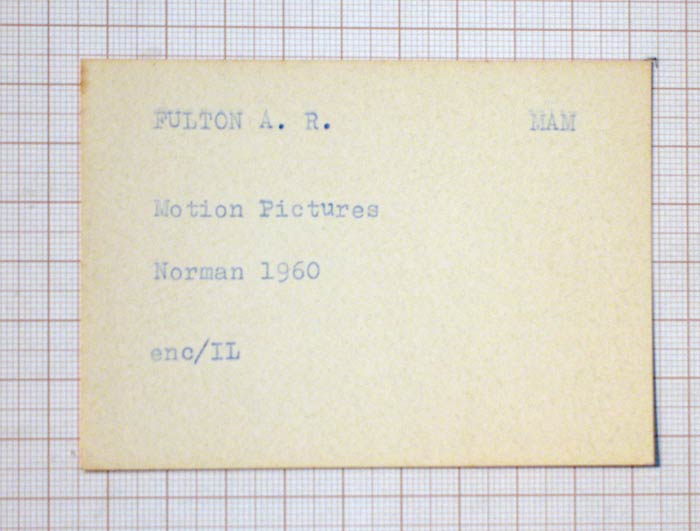 FULTON A. R. MAM
Motion Pictures
Norman 1960
enc/IL